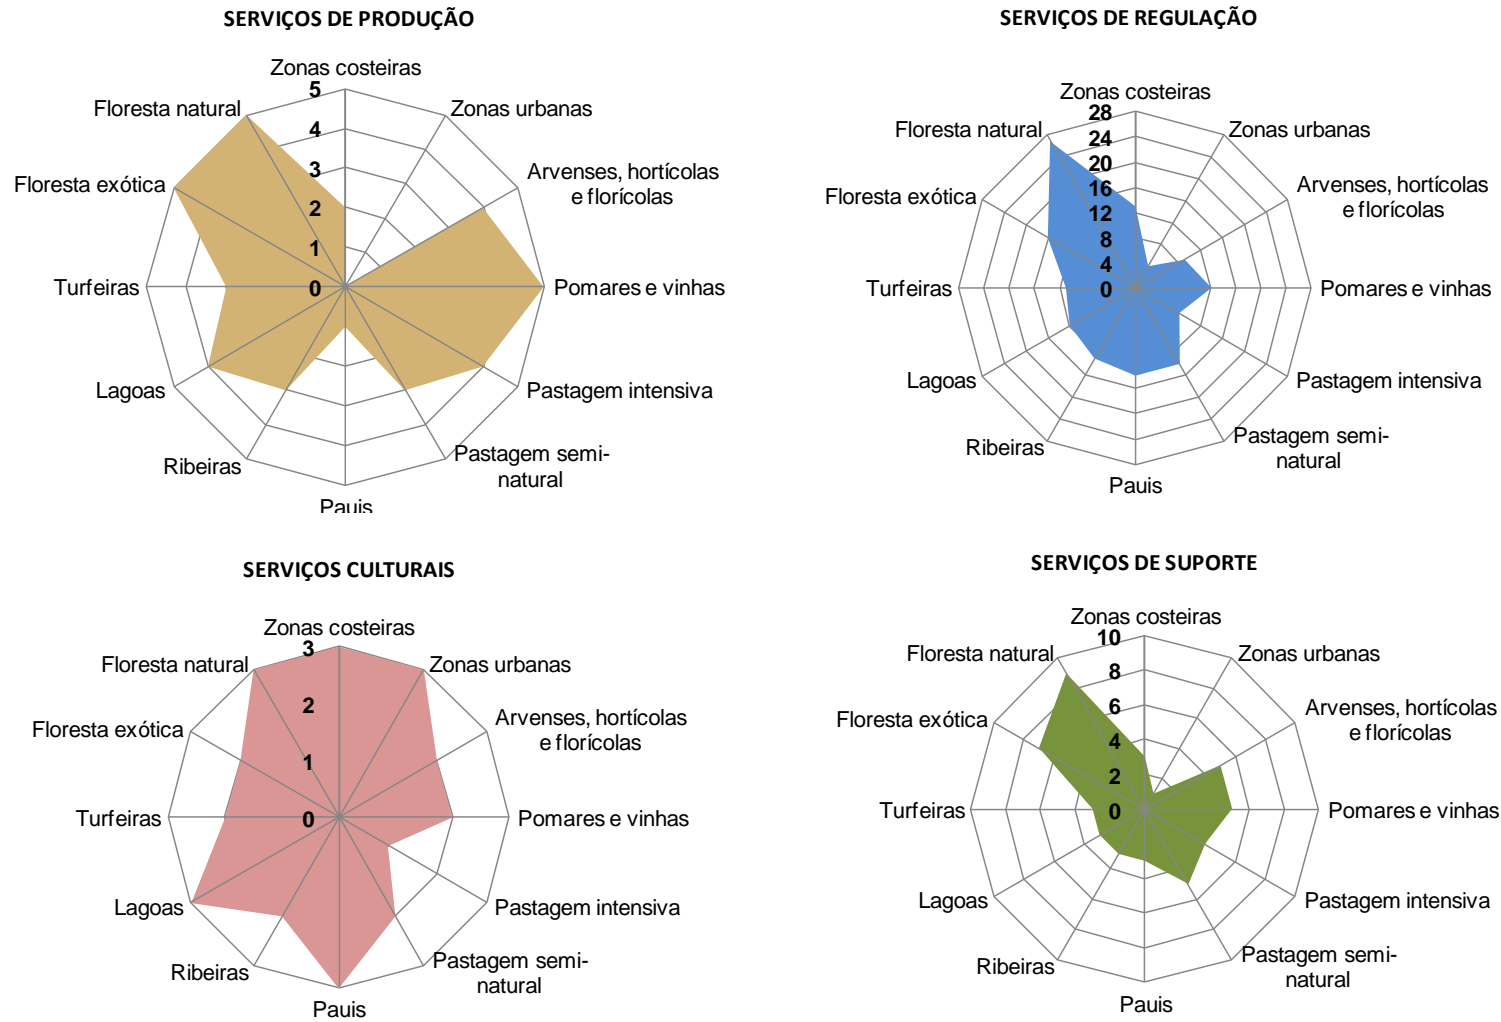 SERVIÇOS DE PRODUÇÃO
Zonas costeiras
5
Floresta natural
Zonas urbanas
4
3
Floresta exótica
Arvenses, hortícolas
e florícolas
2
1
Turfeiras
0
Pomares e vinhas
Lagoas
Pastagem intensiva
Ribeiras
Pastagem semi-
natural
Pauis
SERVIÇOS DE REGULAÇÃO
Zonas costeiras
28
Floresta natural
Zonas urbanas
24
20
Floresta exótica
Arvenses, hortícolas
e florícolas
16
12
8
4
Turfeiras
0
Pomares e vinhas
Lagoas
Pastagem intensiva
Ribeiras
Pastagem semi-
natural
Pauis
SERVIÇOS CULTURAIS
Zonas costeiras
3
Floresta natural
Zonas urbanas
2
Floresta exótica
Arvenses, hortícolas
e florícolas
1
Turfeiras
0
Pomares e vinhas
Lagoas
Pastagem intensiva
Ribeiras
Pastagem semi-
natural
Pauis
SERVIÇOS DE SUPORTE
Zonas costeiras
10
Floresta natural
Zonas urbanas
8
6
Floresta exótica
Arvenses, hortícolas
e florícolas
4
2
Turfeiras
0
Pomares e vinhas
Lagoas
Pastagem intensiva
Ribeiras
Pastagem semi-
natural
Pauis